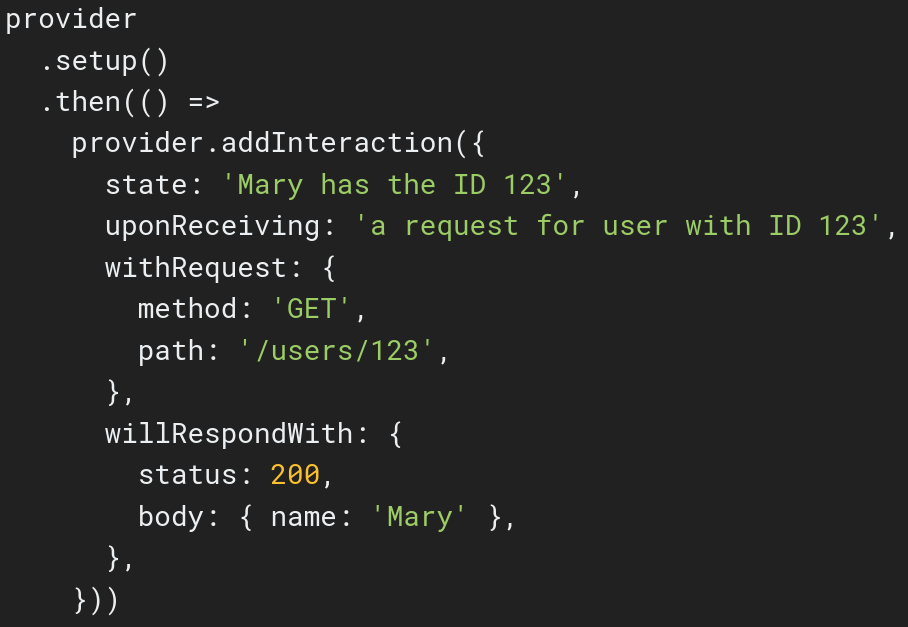 provider
  .setup()
  .then(() =>
    provider.addInteraction({
      state: 'Mary has the ID 123',
      uponReceiving: 'a request for user with ID 123',
      withRequest: {
        method: 'GET',
        path: '/users/123',
      },
      willRespondWith: {
        status: 200,
        body: { name: 'Mary' },
      },
    }))